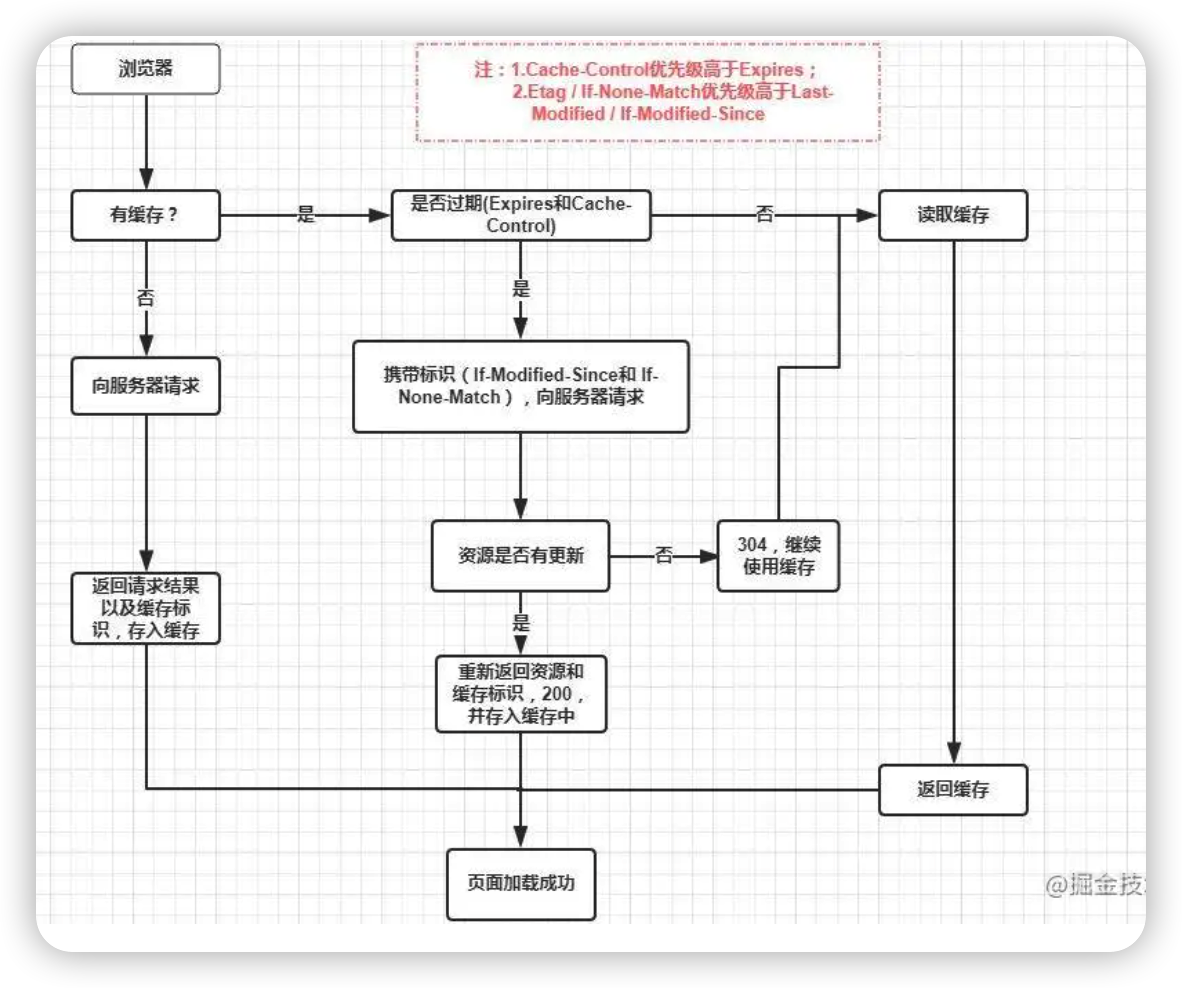 浏览器
注：1.Cache-Control优先级高于Expires；
2.Etag / If-None-Match优先级高于Last-
Modified / If-Modified-Since
有缓存？
是
是否过期(Expires和Cache-
Control)
否
读取缓存
否
是
向服务器请求
携带标识（If-Modified-Since和 If-
None-Match），向服务器请求
资源是否有更新
否
304，继续
使用缓存
返回请求结果
以及缓存标
识，存入缓存
是
重新返回资源和
缓存标识，200，
并存入缓存中
返回缓存
页面加载成功
@掘金技